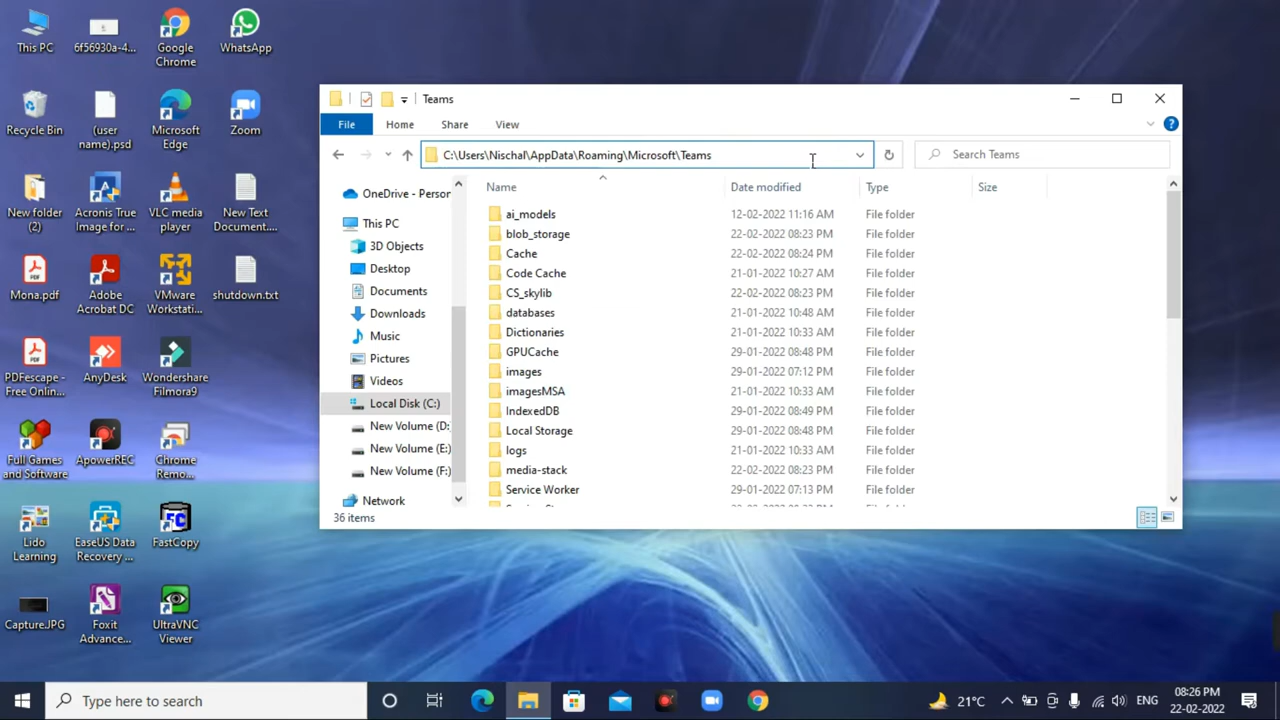 This PC
6f56930a-4...
Google
Chrome
WhatsApp
Recycle Bin
(user
name).psd
Microsoft
Edge
Zoom
New folder
(2)
Acronis True
Image for ...
VLC media
player
New Text
Document....
Mona.pdf
Adobe
Acrobat DC
VMware
Workstati...
shutdown.txt
PDFescape -
Free Onlin...
AnyDesk
Wondershare
Filmora9
Full Games
and Software
ApowerREC
Chrome
Remo...
Lido
Learning
EaseUS Data
Recovery ...
FastCopy
Capture.JPG
Foxit
Advance...
UltraVNC
Viewer
Teams
File Home Share View
C:\Users\Nischal\AppData\Roaming\Microsoft\Teams
Search Teams
OneDrive - Person
This PC
3D Objects
Desktop
Documents
Downloads
Music
Pictures
Videos
Local Disk (C:)
New Volume (D:
New Volume (E:)
New Volume (F:)
Network
Name Date modified Type Size
ai_models 12-02-2022 11:16 AM File folder
blob_storage 22-02-2022 08:23 PM File folder
Cache 22-02-2022 08:24 PM File folder
Code Cache 21-01-2022 10:27 AM File folder
CS_skylib 22-02-2022 08:23 PM File folder
databases 21-01-2022 10:48 AM File folder
Dictionaries 21-01-2022 10:33 AM File folder
GPUCache 29-01-2022 08:48 PM File folder
images 29-01-2022 07:12 PM File folder
imagesMSA 21-01-2022 10:33 AM File folder
IndexedDB 29-01-2022 08:49 PM File folder
Local Storage 29-01-2022 08:48 PM File folder
logs 21-01-2022 10:33 AM File folder
media-stack 22-02-2022 08:23 PM File folder
Service Worker 29-01-2022 07:13 PM File folder
36 items
Type here to search
21°C
ENG
08:26 PM
22-02-2022